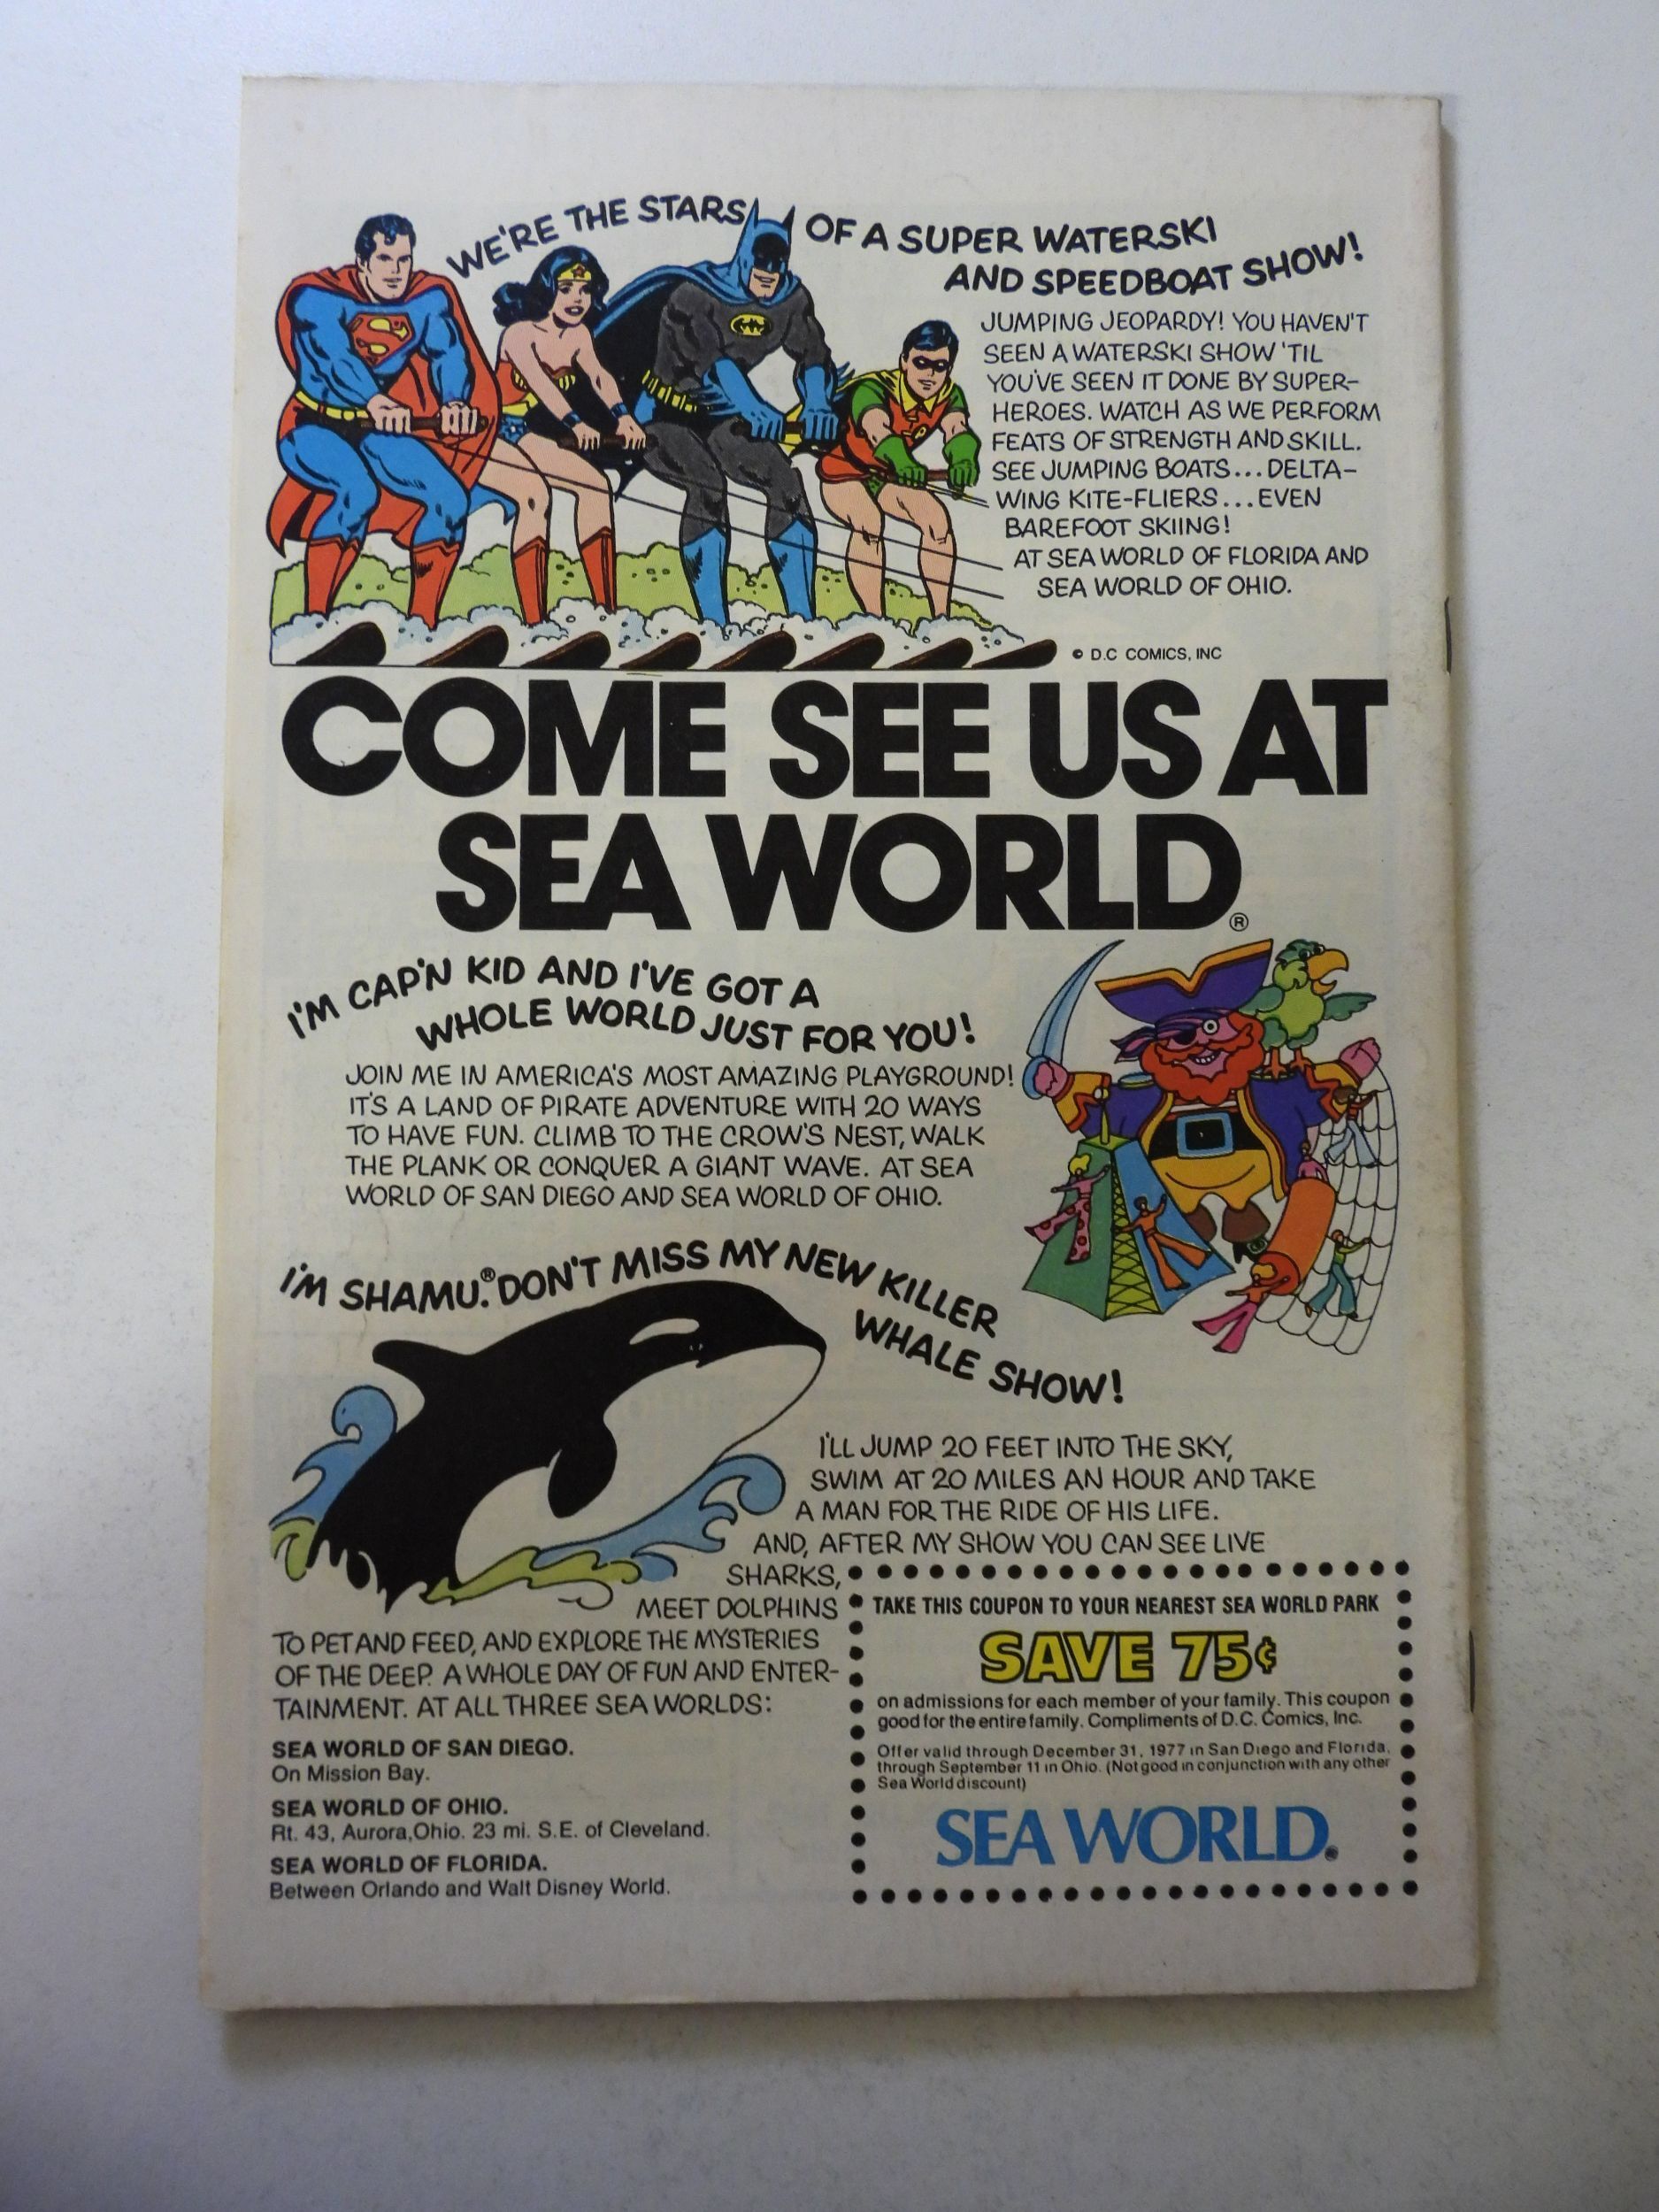 WE'RE THE STARS OF A SUPER WATERSKI
AND SPEEDBOAT SHOW!
JUMPING JEOPARDY! YOU HAVEN'T
SEEN A WATERSKI SHOW 'TIL
YOU'VE SEEN IT DONE BY SUPER-
HEROES. WATCH AS WE PERFORM
FEATS OF STRENGTH AND SKILL.
SEE JUMPING BOATS...DELTA-
WING KITE-FLIERS...EVEN
BAREFOOT SKIING!
AT SEA WORLD OF FLORIDA AND
SEA WORLD OF OHIO.
© D.C COMICS, INC
COME SEE US AT
SEA WORLD®
I'M CAP'N KID AND I'VE GOT A
WHOLE WORLD JUST FOR YOU!
JOIN ME IN AMERICA'S MOST AMAZING PLAYGROUND!
IT'S A LAND OF PIRATE ADVENTURE WITH 20 WAYS
TO HAVE FUN. CLIMB TO THE CROW'S NEST, WALK
THE PLANK OR CONQUER A GIANT WAVE. AT SEA
WORLD OF SAN DIEGO AND SEA WORLD OF OHIO.
I'M SHAMU.® DON'T MISS MY NEW KILLER
WHALE SHOW!
I'LL JUMP 20 FEET INTO THE SKY,
SWIM AT 20 MILES AN HOUR AND TAKE
A MAN FOR THE RIDE OF HIS LIFE.
AND, AFTER MY SHOW YOU CAN SEE LIVE
SHARKS,
MEET DOLPHINS
TO PET AND FEED, AND EXPLORE THE MYSTERIES
OF THE DEEP. A WHOLE DAY OF FUN AND ENTER-
TAINMENT. AT ALL THREE SEA WORLDS:
SEA WORLD OF SAN DIEGO.
On Mission Bay.
SEA WORLD OF OHIO.
Rt. 43, Aurora,Ohio. 23 mi. S.E. of Cleveland.
SEA WORLD OF FLORIDA.
Between Orlando and Walt Disney World.
TAKE THIS COUPON TO YOUR NEAREST SEA WORLD PARK
SAVE 75¢
on admissions for each member of your family. This coupon
good for the entire family. Compliments of D.C. Comics, Inc.
Offer valid through December 31, 1977 in San Diego and Florida,
through September 11 in Ohio. (Not good in conjunction with any other
Sea World discount)
SEA WORLD.